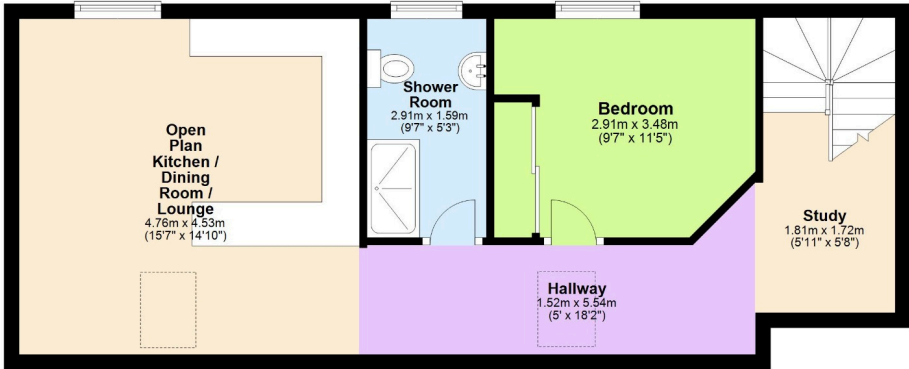 Open
Plan
Kitchen /
Dining
Room /
Lounge
4.76m x 4.53m
(15'7" x 14'10")
Shower
Room
2.91m x 1.59m
(9'7" x 5'3")
Bedroom
2.91m x 3.48m
(9'7" x 11'5")
Study
1.81m x 1.72m
(5'11" x 5'8")
Hallway
1.52m x 5.54m
(5' x 18'2")